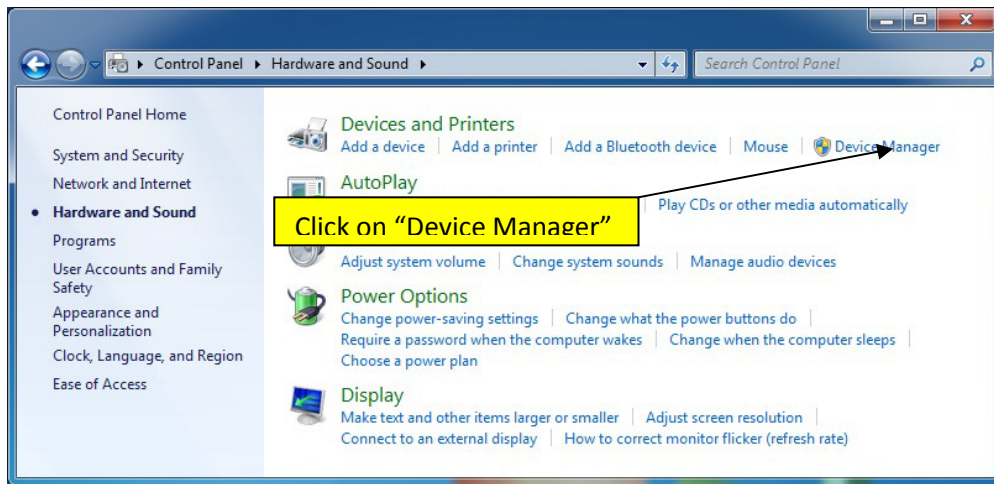 Control Panel
Hardware and Sound
Search Control Panel
Control Panel Home
System and Security
Network and Internet
Hardware and Sound
Programs
User Accounts and Family
Safety
Appearance and
Personalization
Clock, Language, and Region
Ease of Access
Devices and Printers
Add a device
Add a printer
Add a Bluetooth device
Mouse
Device Manager
AutoPlay
Play CDs or other media automatically
Click on “Device Manager”
Adjust system volume
Change system sounds
Manage audio devices
Power Options
Change power-saving settings
Change what the power buttons do
Require a password when the computer wakes
Change when the computer sleeps
Choose a power plan
Display
Make text and other items larger or smaller
Adjust screen resolution
Connect to an external display
How to correct monitor flicker (refresh rate)